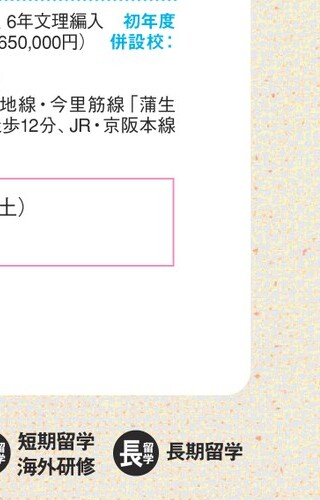 6年文理編入 初年度
650,000円） 併設校：
地線・今里筋線「蒲生
歩12分、JR・京阪本線
土）
留学 短期留学
海外研修
長留学 長期留学